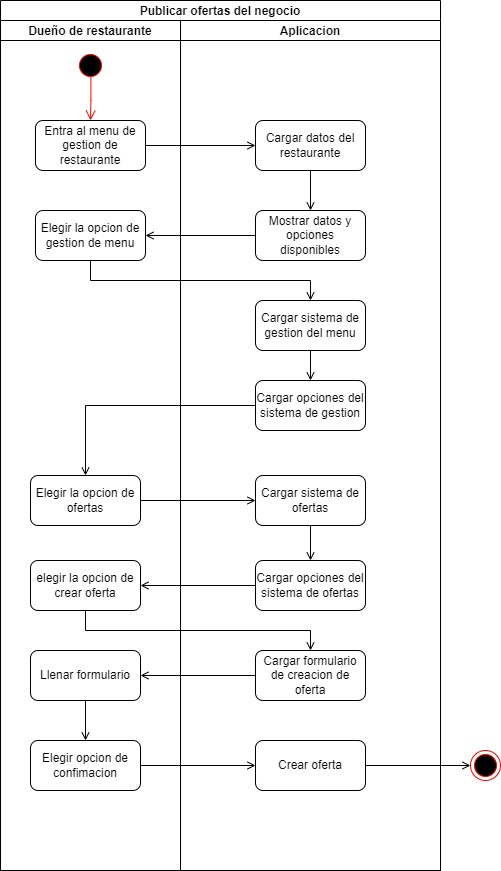 Publicar ofertas del negocio
Dueño de restaurante
Aplicacion
Entra al menu de
gestion de
restaurante
Cargar datos del
restaurante
Elegir la opcion de
gestion de menu
Mostrar datos y
opciones
disponibles
Cargar sistema de
gestion del menu
Cargar opciones del
sistema de gestion
Elegir la opcion de
ofertas
Cargar sistema de
ofertas
elegir la opcion de
crear oferta
Cargar opciones del
sistema de ofertas
Llenar formulario
Cargar formulario
de creacion de
oferta
Elegir opcion de
confimacion
Crear oferta